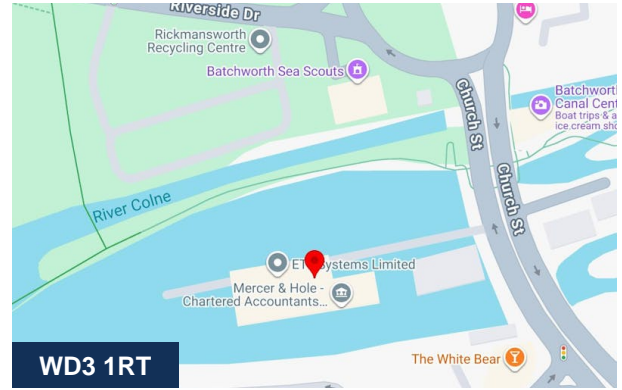 Riverside Dr
Rickmansworth
Recycling Centre
Batchworth Sea Scouts
Church St
Batchworth
Canal Cent
Boat trips & a
ice cream sho
River Colne
Church St
Systems Limited
Mercer & Hole -
Chartered Accountants...
The White Bear
WD3 1RT